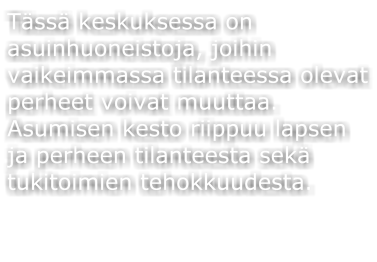 Tässä keskuksessa on
asuinhuoneistoja, joihin
vaikeimmassa tilanteessa olevat
perheet voivat muuttaa.
Asumisen kesto riippuu lapsen
ja perheen tilanteesta sekä
tukitoimien tehokkuudesta.